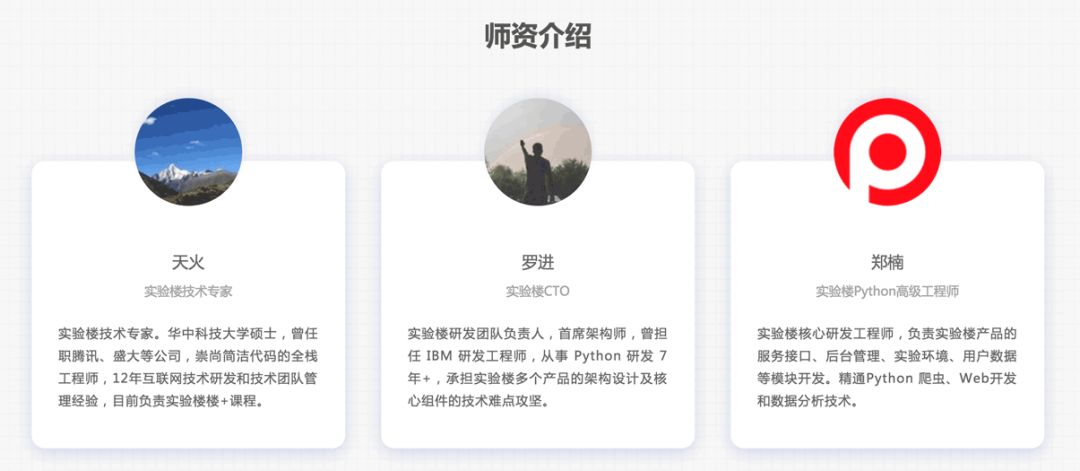 师资介绍
天火
实验楼技术专家
实验楼技术专家。华中科技大学硕士，曾任
职腾讯、盛大等公司，崇尚简洁代码的全栈
工程师，12年互联网技术研发和技术团队管
理经验，目前负责实验楼楼+课程。
罗进
实验楼CTO
实验楼研发团队负责人，首席架构师，曾担
任 IBM 研发工程师，从事 Python 研发 7
年+，承担实验楼多个产品的架构设计及核
心组件的技术难点攻坚。
郑楠
实验楼Python高级工程师
实验楼核心研发工程师，负责实验楼产品的
服务接口、后台管理、实验环境、用户数据
等模块开发。精通Python 爬虫、Web开发
和数据分析技术。